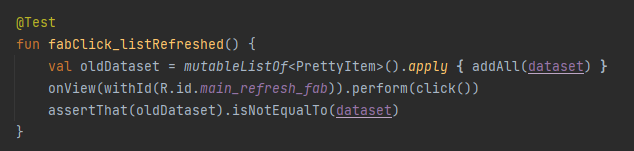 @Test
fun fabClick_listRefreshed() {
    val oldDataset = mutableListOf<PrettyItem>().apply { addAll(dataset) }
    onView(withId(R.id.main_refresh_fab)).perform(click())
    assertThat(oldDataset).isNotEqualTo(dataset)
}